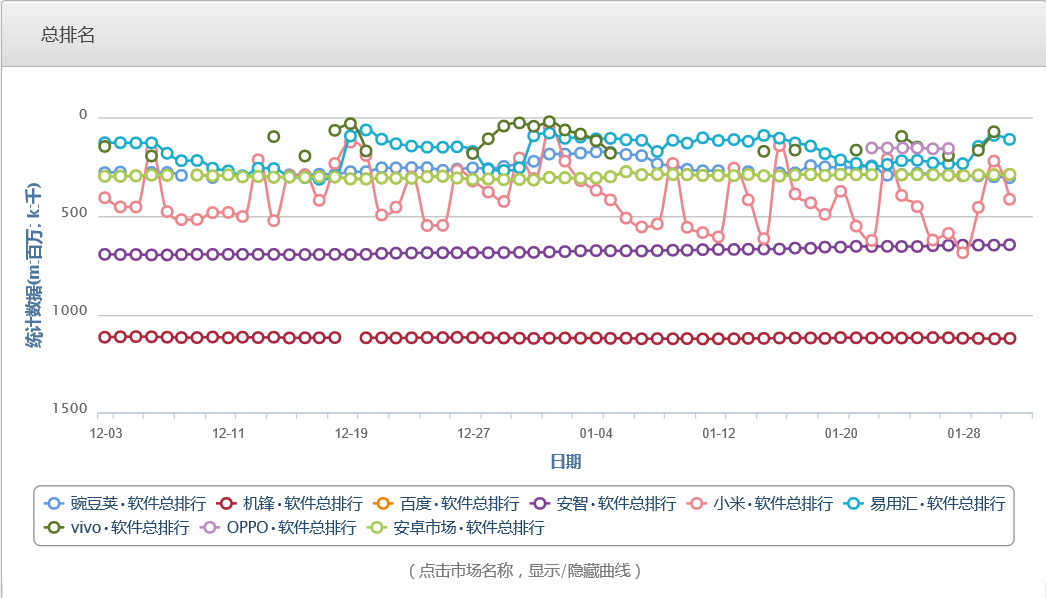 总排名
0
500
1000
1500
统计数据(m:百万; k:千)
12-03 12-11 12-19 12-27 01-04 01-12 01-20 01-28
日期
豌豆荚·软件总排行 机锋·软件总排行 百度·软件总排行 安智·软件总排行 小米·软件总排行 易用汇·软件总排行
vivo·软件总排行 OPPO·软件总排行 安卓市场·软件总排行
（点击市场名称，显示/隐藏曲线）